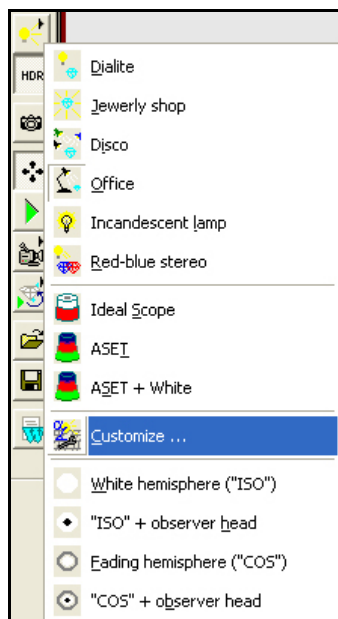 HDR
Dialite
Jewerly shop
Disco
Office
Incandescent lamp
Red-blue stereo
Ideal Scope
ASET
ASET + White
Customize ...
White hemisphere ("ISO")
"ISO" + observer head
Fading hemisphere ("COS")
"COS" + observer head